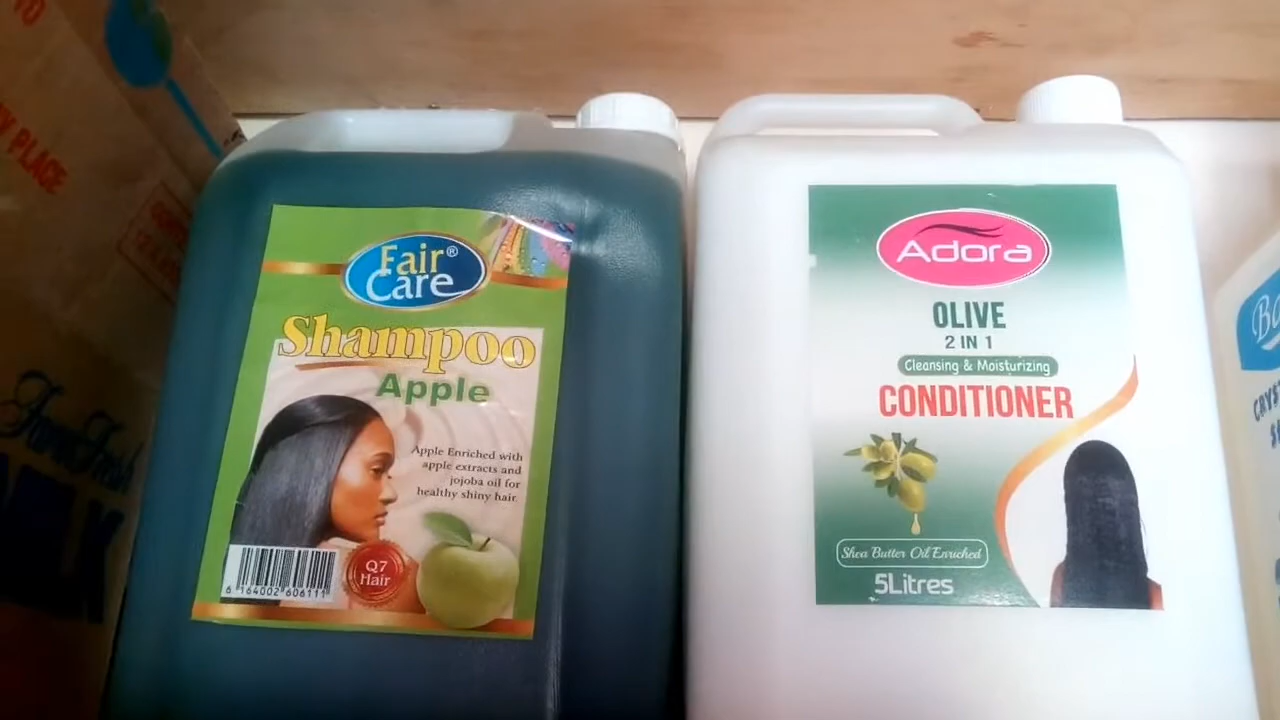 Y PLACE
Fair®
Care
Shampoo
Apple
Apple Enriched with
apple extracts and
jojoba oil for
healthy shiny hair.
Q7
Hair
6 164002 606111
Adora
OLIVE
2 IN 1
Cleansing & Moisturizing
CONDITIONER
Shea Butter Oil Enriched
5Litres